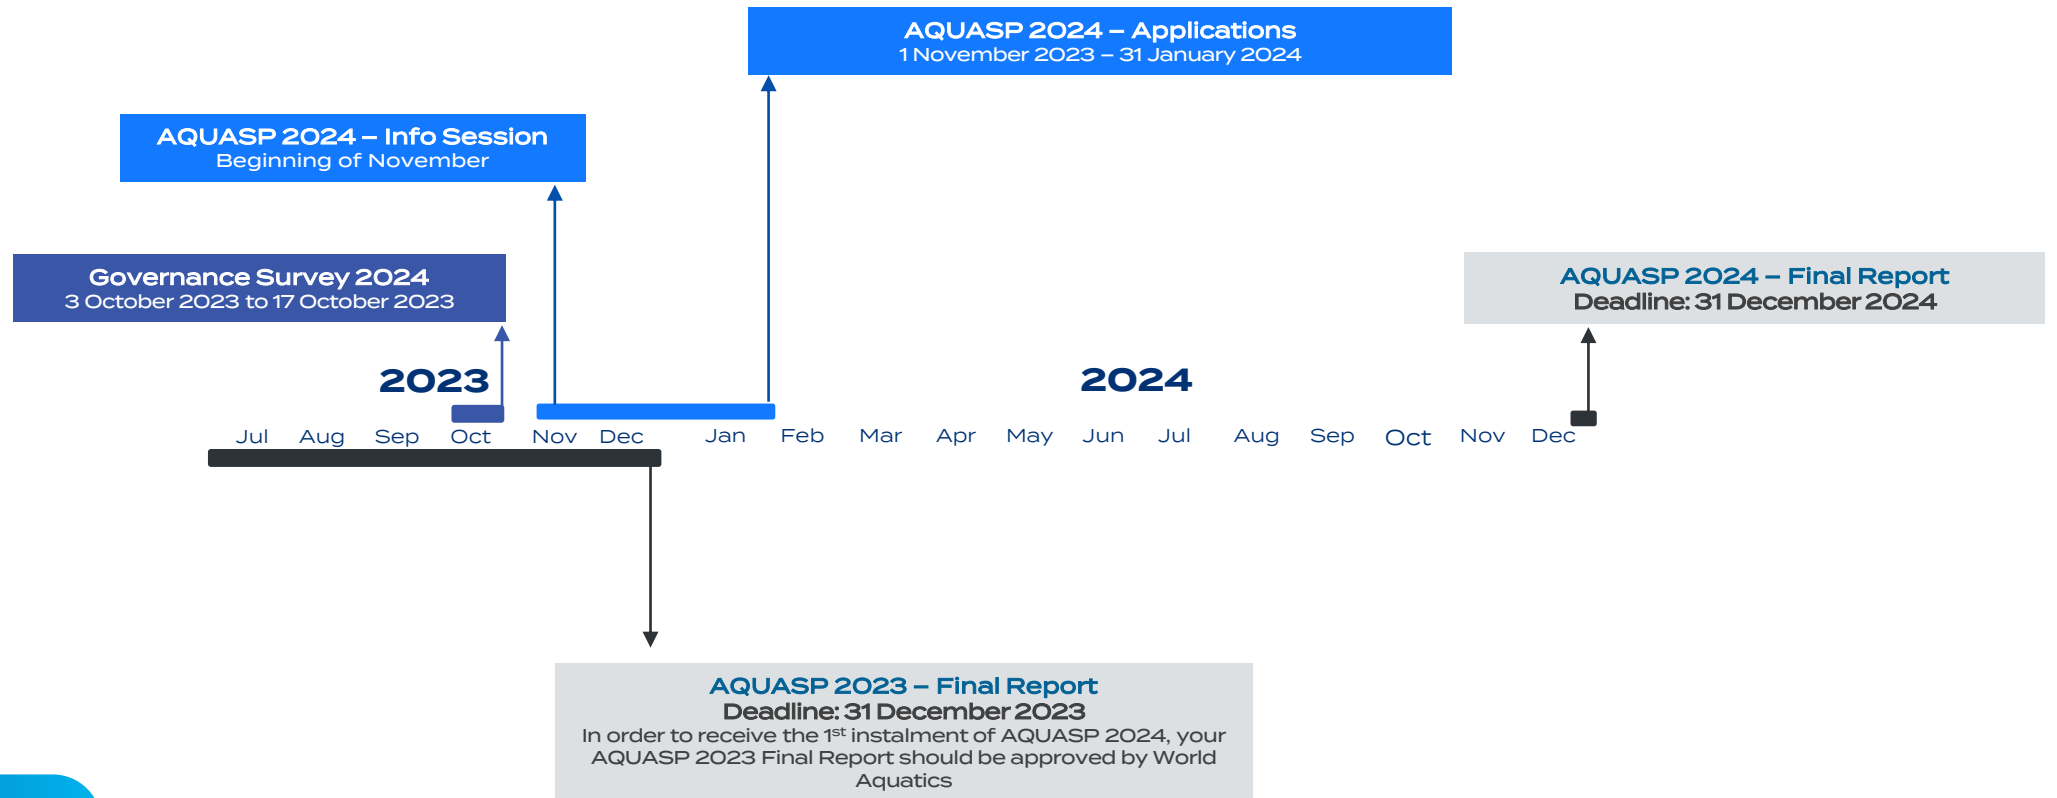 AQUASP 2024 – Applications
1 November 2023 – 31 January 2024
AQUASP 2024 – Info Session
Beginning of November
Governance Survey 2024
3 October 2023 to 17 October 2023
AQUASP 2024 – Final Report
Deadline: 31 December 2024
2023
2024
Jul Aug Sep Oct Nov Dec Jan Feb Mar Apr May Jun Jul Aug Sep Oct Nov Dec
AQUASP 2023 – Final Report
Deadline: 31 December 2023
In order to receive the 1st instalment of AQUASP 2024, your
AQUASP 2023 Final Report should be approved by World
Aquatics